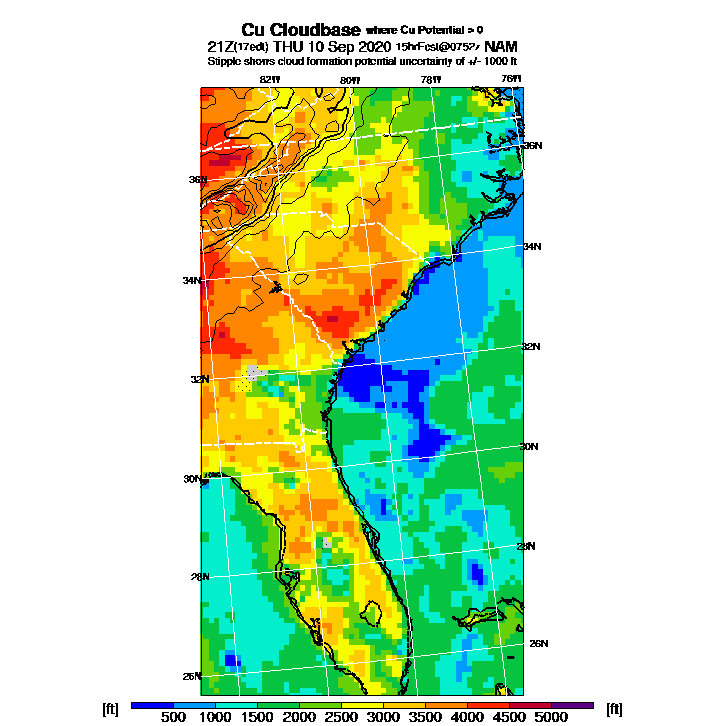 Cu Cloudbase where Cu Potential > 0
21Z(17edt) THU 10 Sep 2020 15hrFcst@0752z NAM
Stipple shows cloud formation potential uncertainty of +/- 1000 ft
82W 80W 78W 76W
36N
36N
34N
34N
32N
32N
30N
30N
28N
28N
26N
26N
[ft] 500 1000 1500 2000 2500 3000 3500 4000 4500 5000 [ft]